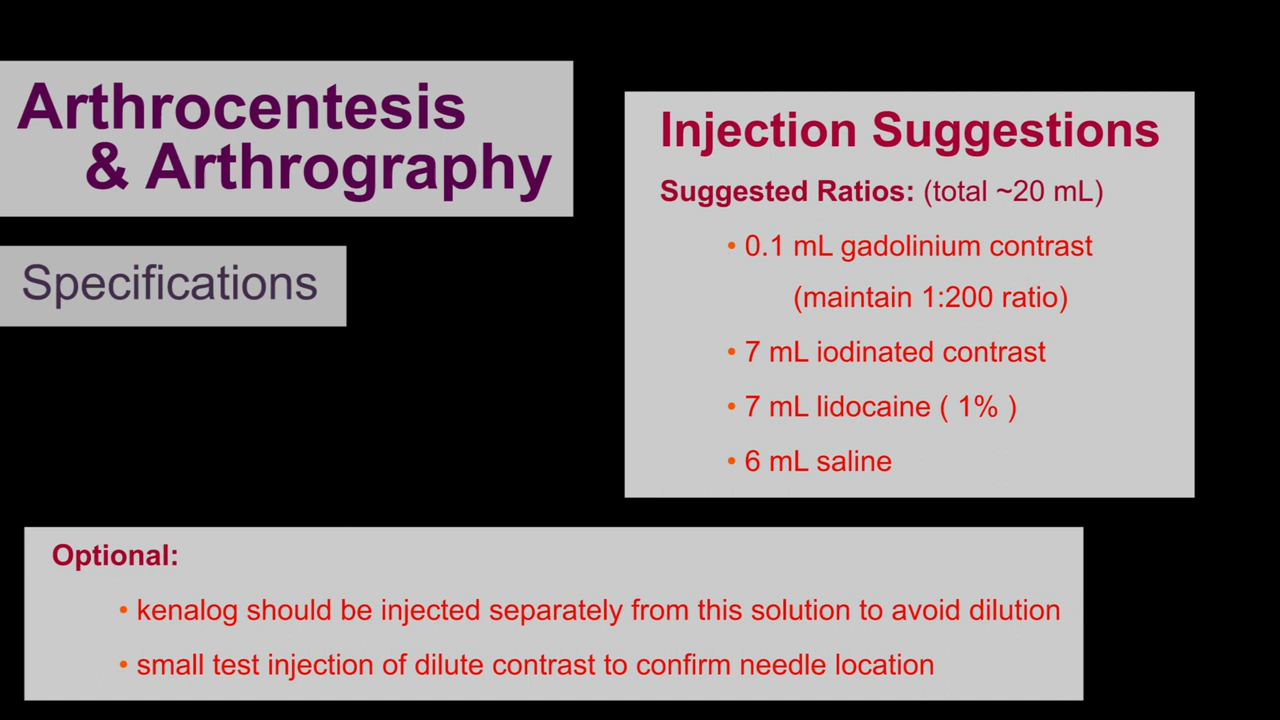 Arthrocentesis
& Arthrography
Specifications
Injection Suggestions
Suggested Ratios: (total ~20 mL)
• 0.1 mL gadolinium contrast
(maintain 1:200 ratio)
• 7 mL iodinated contrast
• 7 mL lidocaine ( 1% )
• 6 mL saline
Optional:
• kenalog should be injected separately from this solution to avoid dilution
• small test injection of dilute contrast to confirm needle location